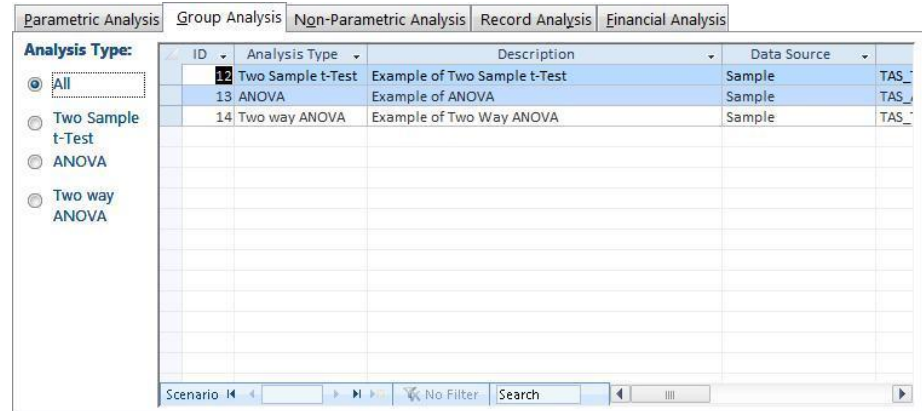 Parametric Analysis Group Analysis Non-Parametric Analysis Record Analysis Financial Analysis
Analysis Type:
All
Two Sample
t-Test
ANOVA
Two way
ANOVA
ID Analysis Type Description Data Source
12 Two Sample t-Test Example of Two Sample t-Test Sample TAS_
13 ANOVA Example of ANOVA Sample TAS_
14 Two way ANOVA Example of Two Way ANOVA Sample TAS_
Scenario No Filter Search